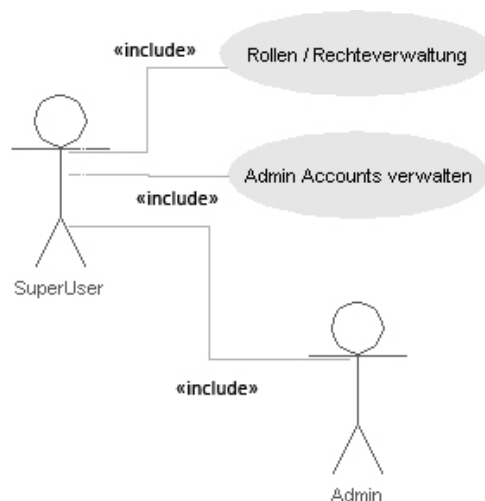 «include»
Rollen / Rechteverwaltung
Admin Accounts verwalten
«include»
SuperUser
«include»
Admin